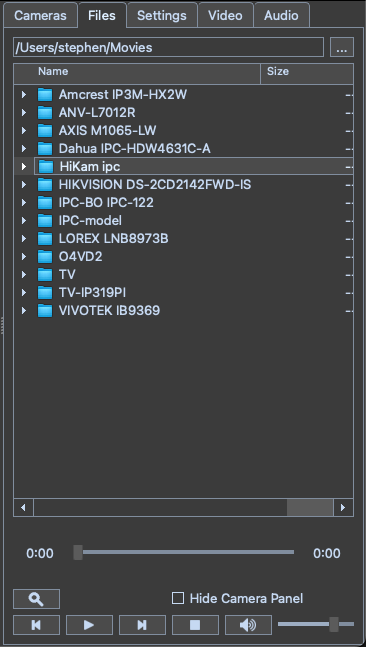 Cameras Files Settings Video Audio
/Users/stephen/Movies ...
Name Size
Amcrest IP3M-HX2W --
ANV-L7012R --
AXIS M1065-LW --
Dahua IPC-HDW4631C-A --
HiKam ipc --
HIKVISION DS-2CD2142FWD-IS --
IPC-BO IPC-122 --
IPC-model --
LOREX LNB8973B --
O4VD2 --
TV --
TV-IP319PI --
VIVOTEK IB9369 --
0:00 0:00
Hide Camera Panel